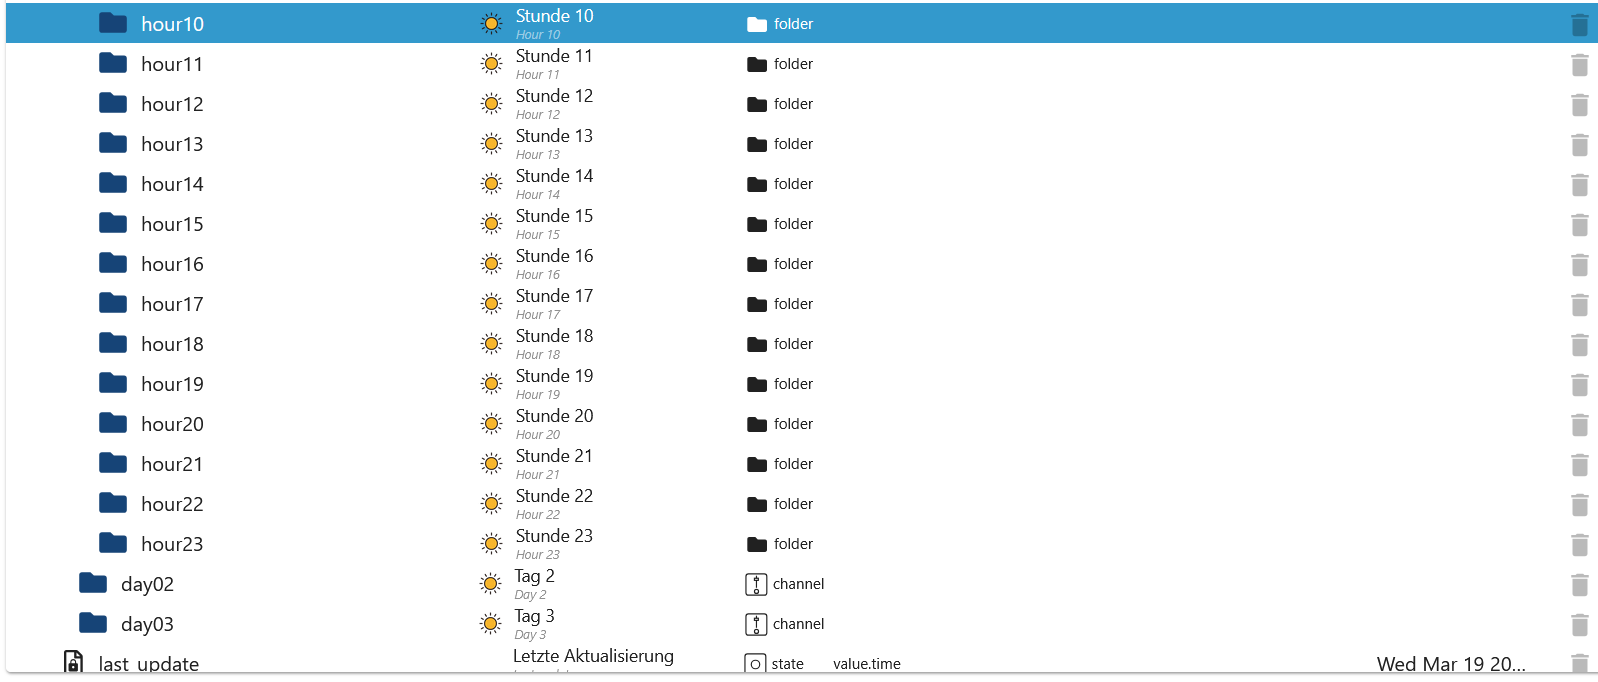 hour10 Stunde 10 folder
Hour 10
hour11 Stunde 11 folder
Hour 11
hour12 Stunde 12 folder
Hour 12
hour13 Stunde 13 folder
Hour 13
hour14 Stunde 14 folder
Hour 14
hour15 Stunde 15 folder
Hour 15
hour16 Stunde 16 folder
Hour 16
hour17 Stunde 17 folder
Hour 17
hour18 Stunde 18 folder
Hour 18
hour19 Stunde 19 folder
Hour 19
hour20 Stunde 20 folder
Hour 20
hour21 Stunde 21 folder
Hour 21
hour22 Stunde 22 folder
Hour 22
hour23 Stunde 23 folder
Hour 23
day02 Tag 2 channel
Day 2
day03 Tag 3 channel
Day 3
last_update Letzte Aktualisierung state value.time Wed Mar 19 20...